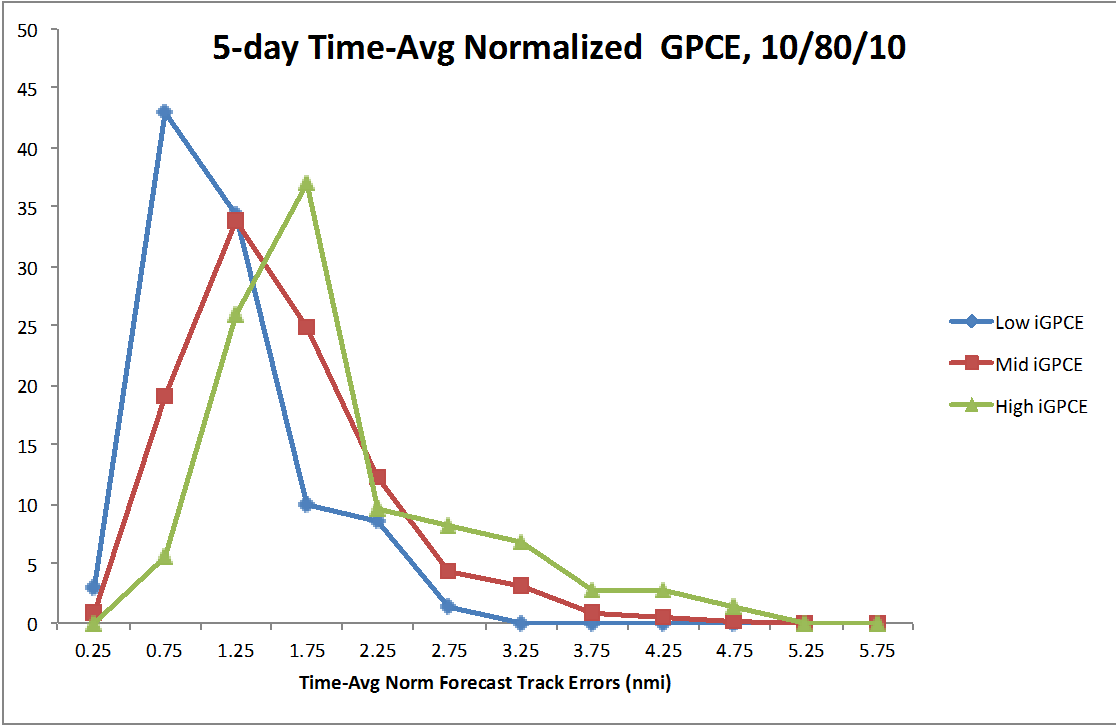 5-day Time-Avg Normalized  GPCE, 10/80/10
50
45
40
35
30
25
20
15
10
5
0
0.25 0.75 1.25 1.75 2.25 2.75 3.25 3.75 4.25 4.75 5.25 5.75
Time-Avg Norm Forecast Track Errors (nmi)
Low iGPCE
Mid iGPCE
High iGPCE